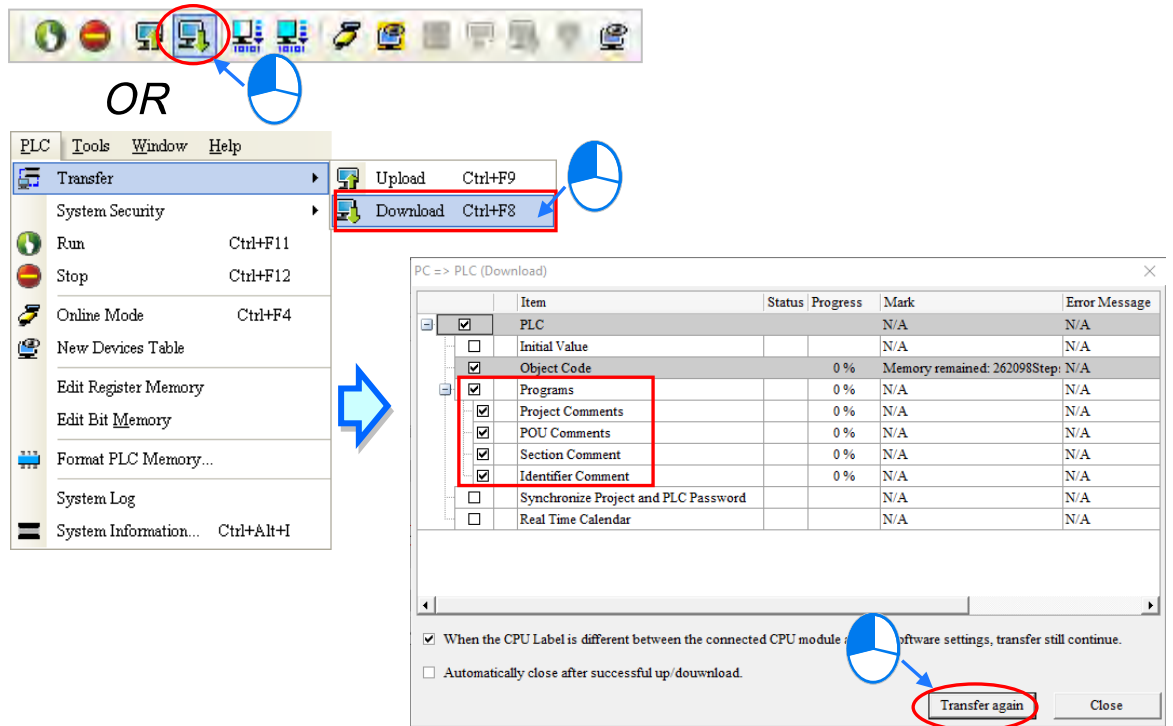 OR
PLC Tools Window Help
Transfer
Upload Ctrl+F9
Download Ctrl+F8
System Security
Run Ctrl+F11
Stop Ctrl+F12
Online Mode Ctrl+F4
New Devices Table
Edit Register Memory
Edit Bit Memory
Format PLC Memory...
System Log
System Information... Ctrl+Alt+I
PC => PLC (Download)
Item Status Progress Mark Error Message
PLC N/A N/A
Initial Value N/A N/A
Object Code 0 % Memory remained: 262098Step: N/A
Programs 0 % N/A N/A
Project Comments 0 % N/A N/A
POU Comments 0 % N/A N/A
Section Comment 0 % N/A N/A
Identifier Comment 0 % N/A N/A
Synchronize Project and PLC Password N/A N/A
Real Time Calendar N/A N/A
When the CPU Label is different between the connected CPU module settings, transfer still continue.
Automatically close after successful up/douwnload.
Transfer again Close